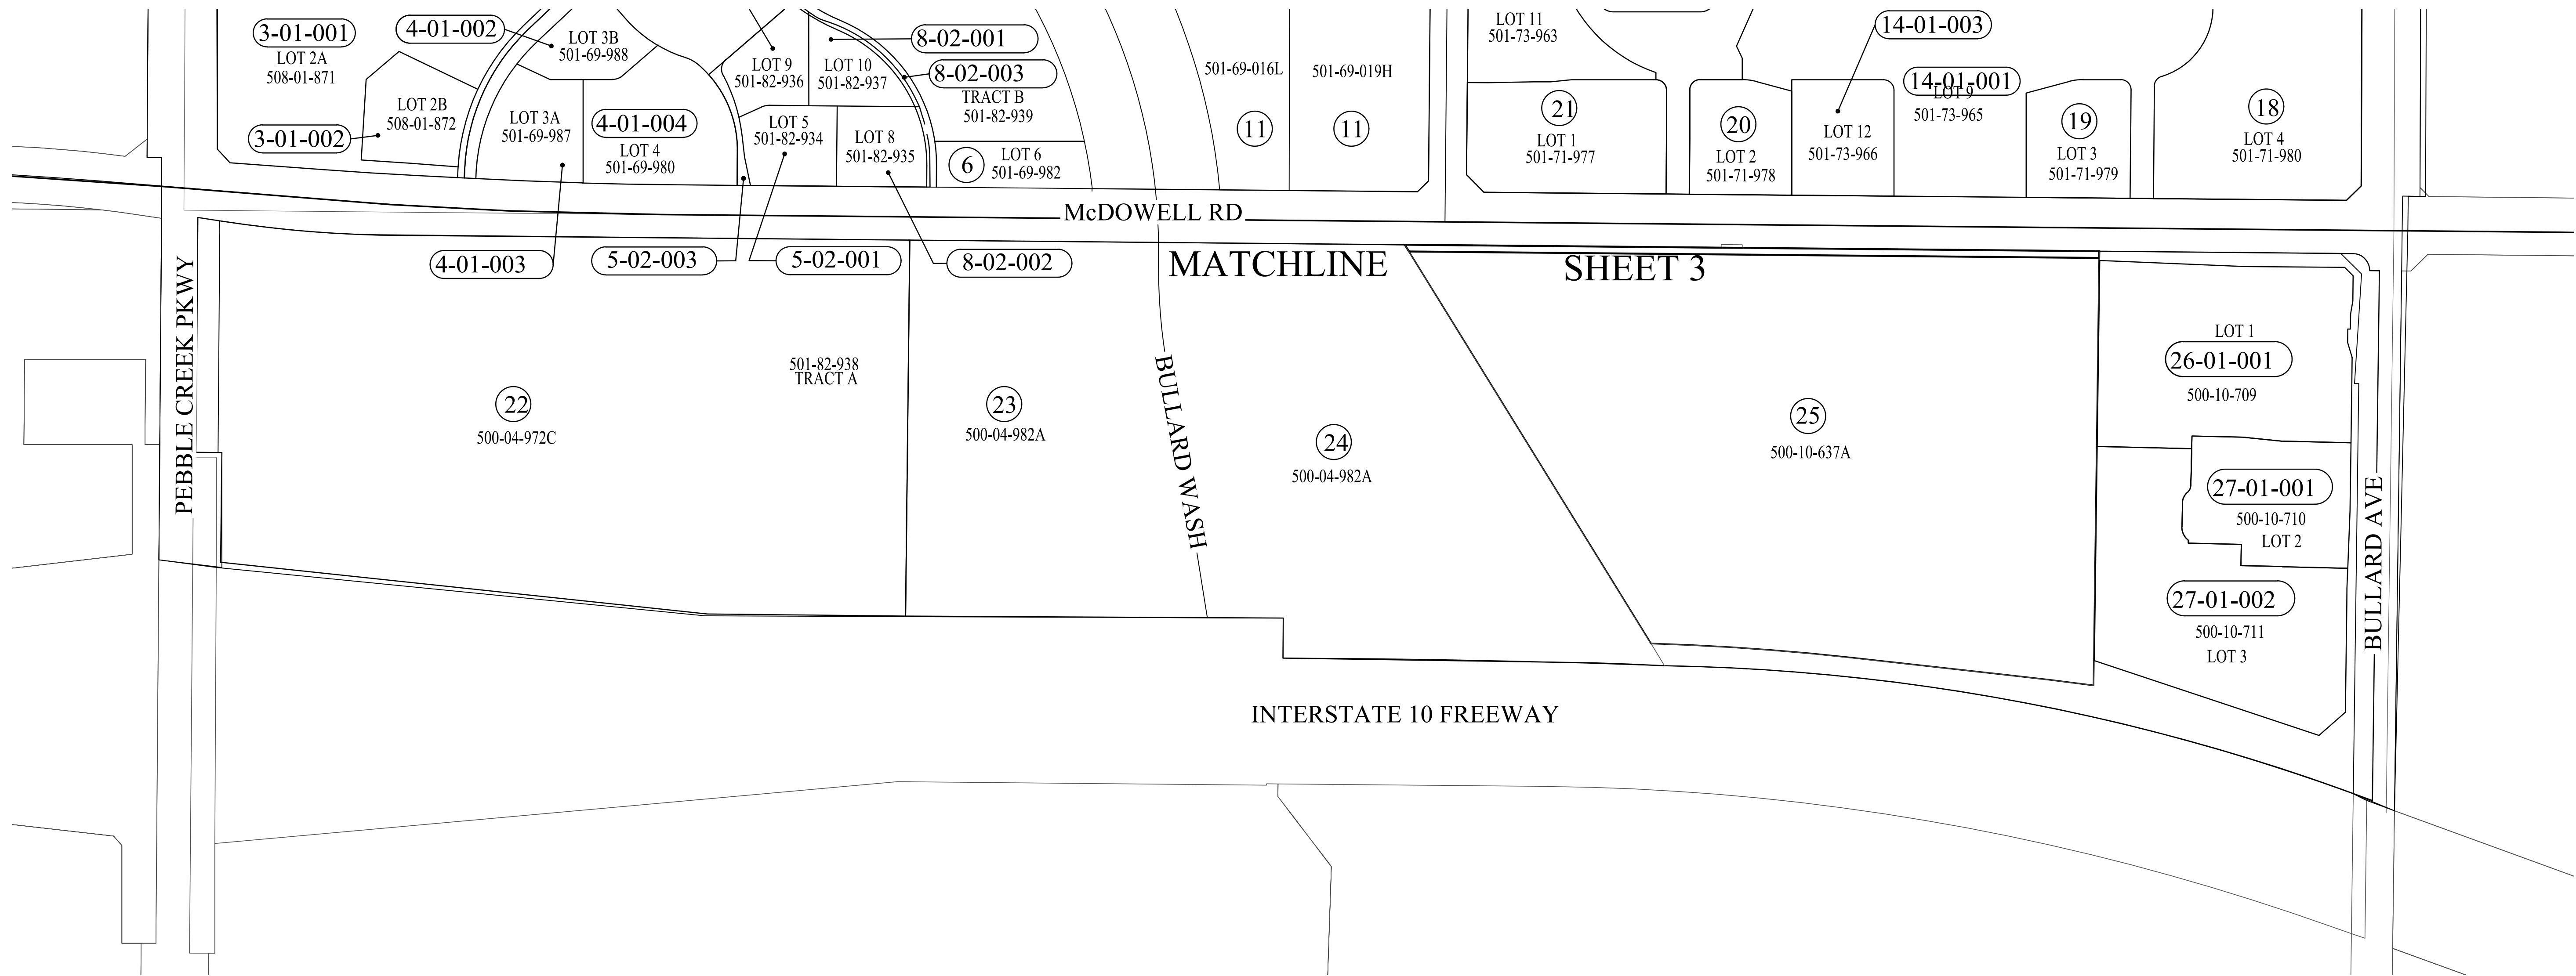 3-01-001
LOT 2A
508-01-871
4-01-002
LOT 2B
508-01-872
3-01-002
LOT 3B
501-69-988
LOT 3A
501-69-987
4-01-004
LOT 4
501-69-980
LOT 9
501-82-936
LOT 10
501-82-937
LOT 5
501-82-934
LOT 8
501-82-935
8-02-001
8-02-003
TRACT B
501-82-939
6
LOT 6
501-69-982
501-69-016L
11
501-69-019H
11
LOT 11
501-73-963
21
LOT 1
501-71-977
20
LOT 2
501-71-978
14-01-003
LOT 12
501-73-966
14-01-001
LOT 9
501-73-965
19
LOT 3
501-71-979
18
LOT 4
501-71-980
McDOWELL RD
4-01-003
5-02-003
5-02-001
8-02-002
MATCHLINE
SHEET 3
PEBBLE CREEK PKWY
22
500-04-972C
501-82-938
TRACT A
23
500-04-982A
BULLARD WASH
24
500-04-982A
25
500-10-637A
LOT 1
26-01-001
500-10-709
27-01-001
500-10-710
LOT 2
27-01-002
500-10-711
LOT 3
BULLARD AVE
INTERSTATE 10 FREEWAY